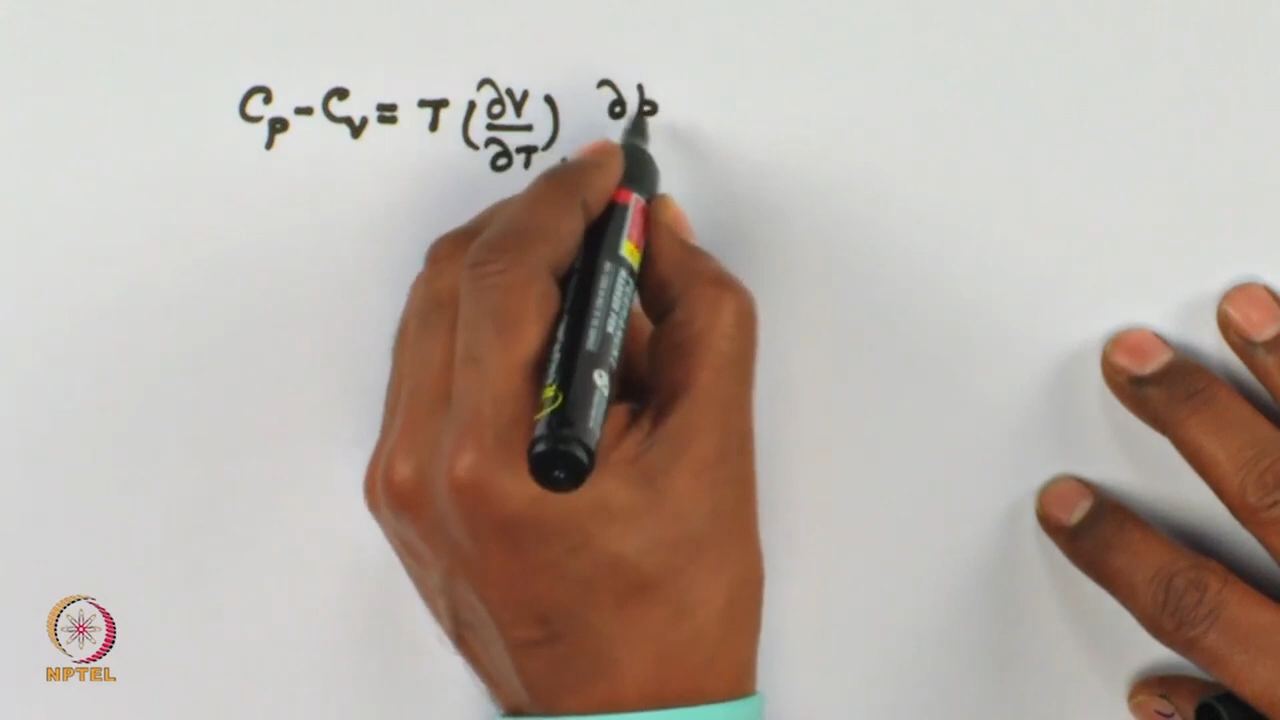 Cp - Cv = T (∂V/∂T) ∂p
NPTEL